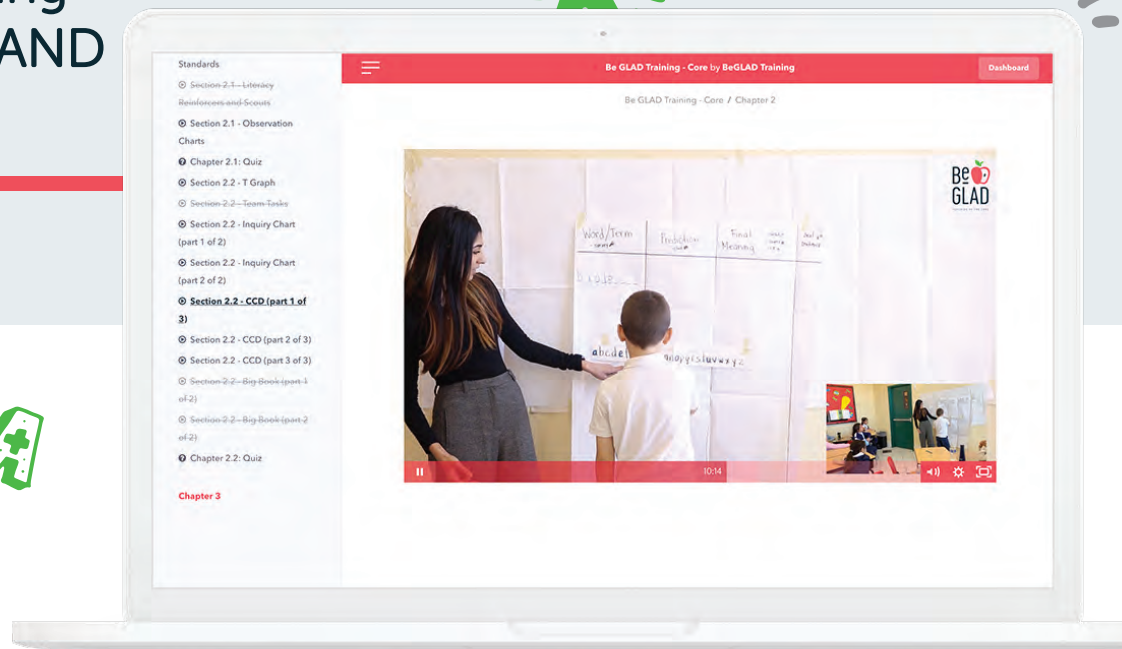 ing
AND
Standards
Section 2.1 - Literacy
Reinforcers and Scouts
Section 2.1 - Observation
Charts
Chapter 2.1: Quiz
Section 2.2 - T Graph
Section 2.2 - Team Tasks
Section 2.2 - Inquiry Chart
(part 1 of 2)
Section 2.2 - Inquiry Chart
(part 2 of 2)
Section 2.2 - CCD (part 1 of
3)
Section 2.2 - CCD (part 2 of 3)
Section 2.2 - CCD (part 3 of 3)
Section 2.2 - Big Book (part 1
of 2)
Section 2.2 - Big Book (part 2
of 2)
Chapter 2.2: Quiz
Chapter 3
Be GLAD Training - Core by BeGLAD Training
Dashboard
Be GLAD Training - Core / Chapter 2
Be
GLAD
Word/Term
Prediction
Final
Meaning
10:14